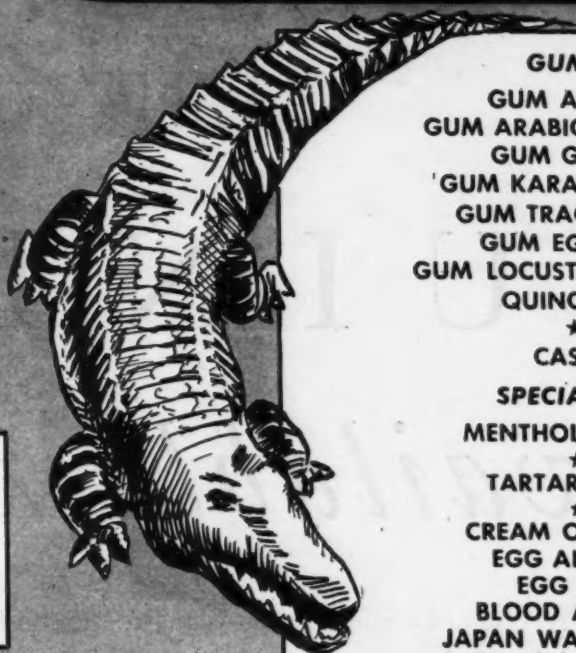 GUM
GUM A
GUM ARABIC
GUM G
GUM KARA
GUM TRAG
GUM EG
GUM LOCUST
QUINC
★
CAS
SPECIA
MENTHOL
TARTAR
CREAM O
EGG AL
EGG
BLOOD A
JAPAN WA